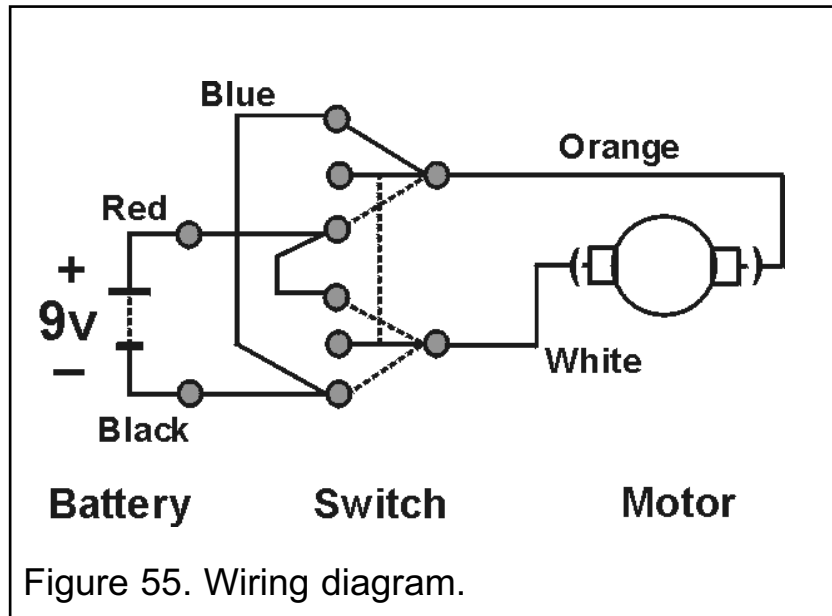 Blue
Orange
Red
+
9v
–
White
Black
Battery Switch Motor
Figure 55. Wiring diagram.